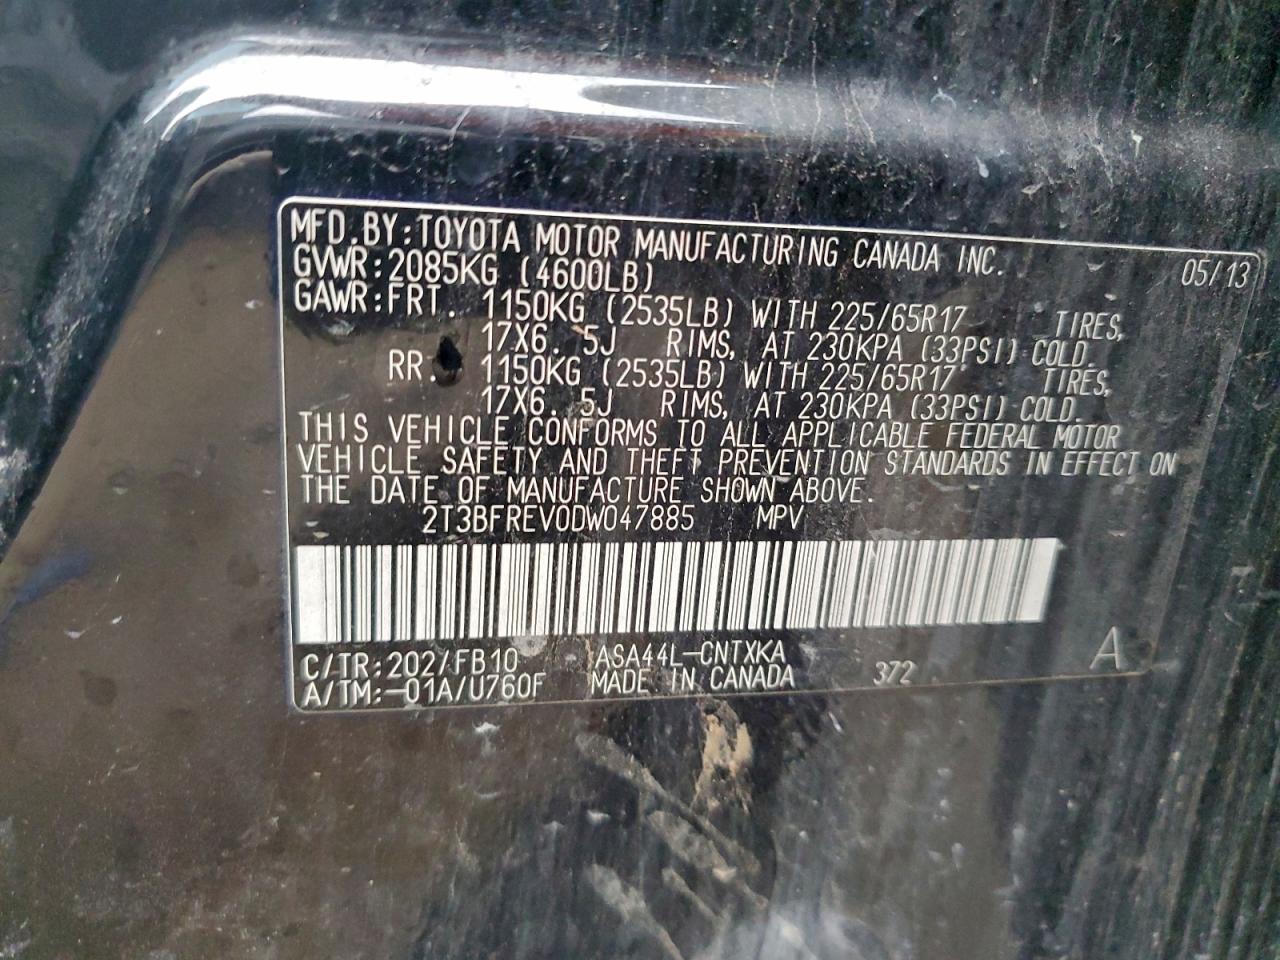 MFD.BY:TOYOTA MOTOR MANUFACTURING CANADA INC. 05/13
GVWR:2085KG (4600LB)
GAWR:FRT. 1150KG (2535LB) WITH 225/65R17 TIRES,
17X6.5J RIMS, AT 230KPA (33PSI) COLD.
RR. 1150KG (2535LB) WITH 225/65R17 TIRES,
17X6.5J RIMS, AT 230KPA (33PSI) COLD.
THIS VEHICLE CONFORMS TO ALL APPLICABLE FEDERAL MOTOR
VEHICLE SAFETY AND THEFT PREVENTION STANDARDS IN EFFECT ON
THE DATE OF MANUFACTURE SHOWN ABOVE.
2T3BFREV0DW047885 MPV
C/TR:202/FB10 ASA44L-CNTXKA
A/TM:-01A/U760F MADE IN CANADA 372 A